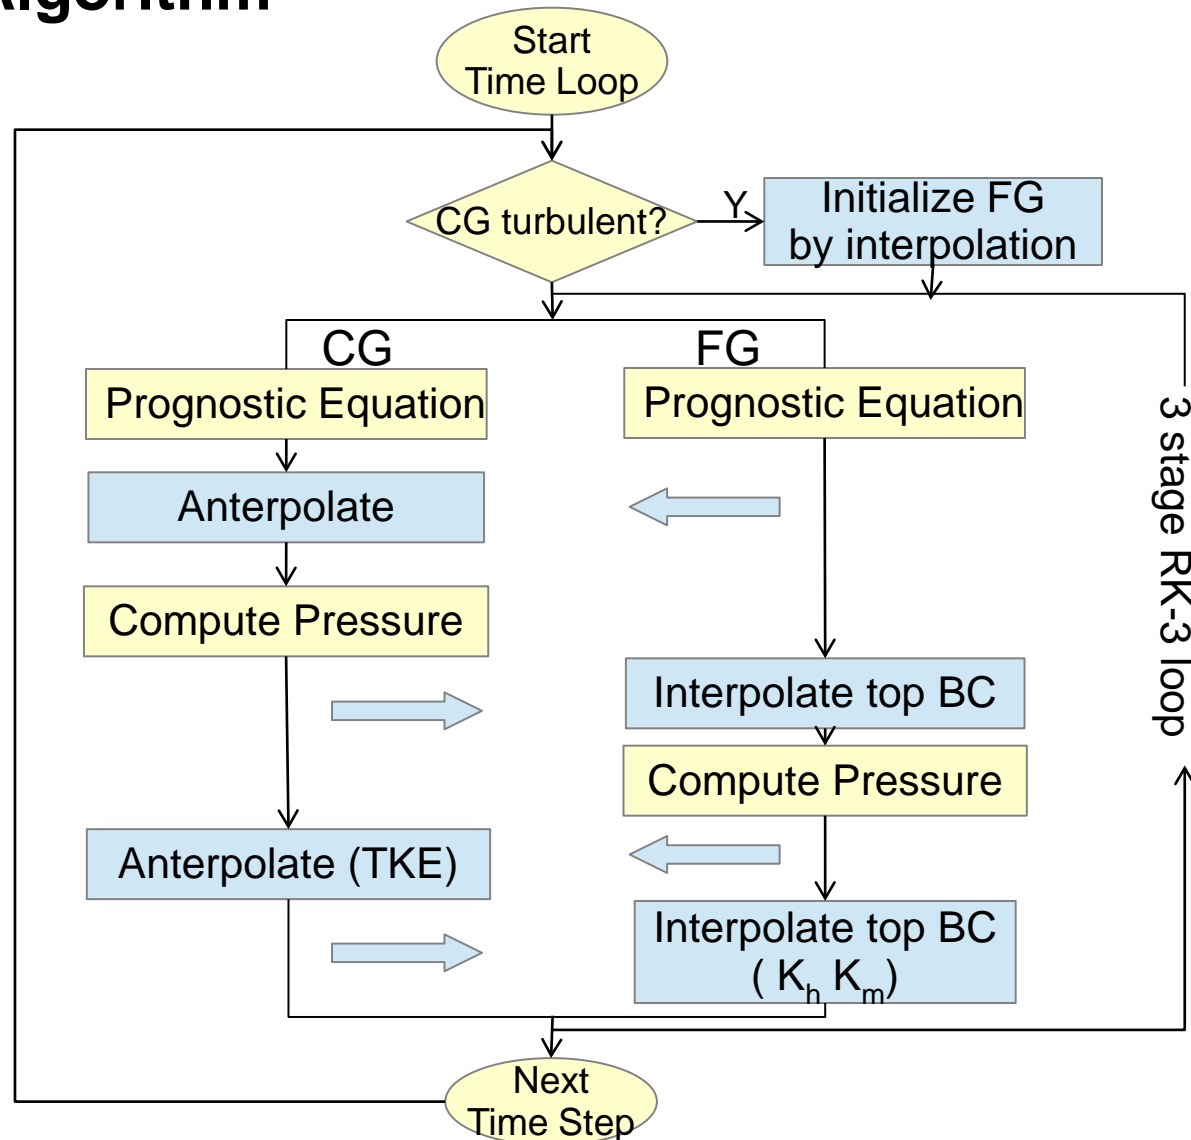 Algorithm
Start
Time Loop
CG turbulent?
Y
Initialize FG
by interpolation
CG
FG
Prognostic Equation
Prognostic Equation
Anterpolate
Compute Pressure
Interpolate top BC
Compute Pressure
Anterpolate (TKE)
Interpolate top BC
( Kh Km)
3 stage RK-3 loop
Next
Time Step